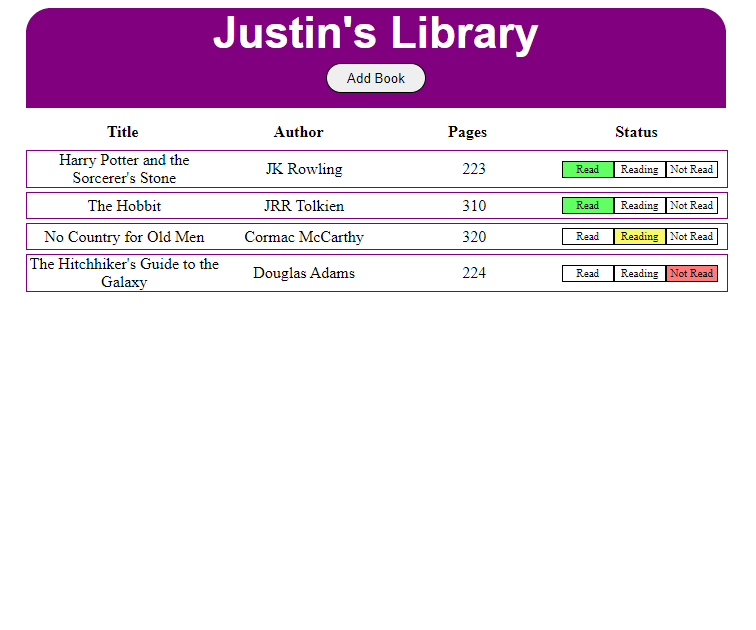 Justin's Library
Add Book
Title Author Pages Status
Harry Potter and the
Sorcerer's Stone JK Rowling 223 Read Reading Not Read
The Hobbit JRR Tolkien 310 Read Reading Not Read
No Country for Old Men Cormac McCarthy 320 Read Reading Not Read
The Hitchhiker's Guide to the
Galaxy Douglas Adams 224 Read Reading Not Read